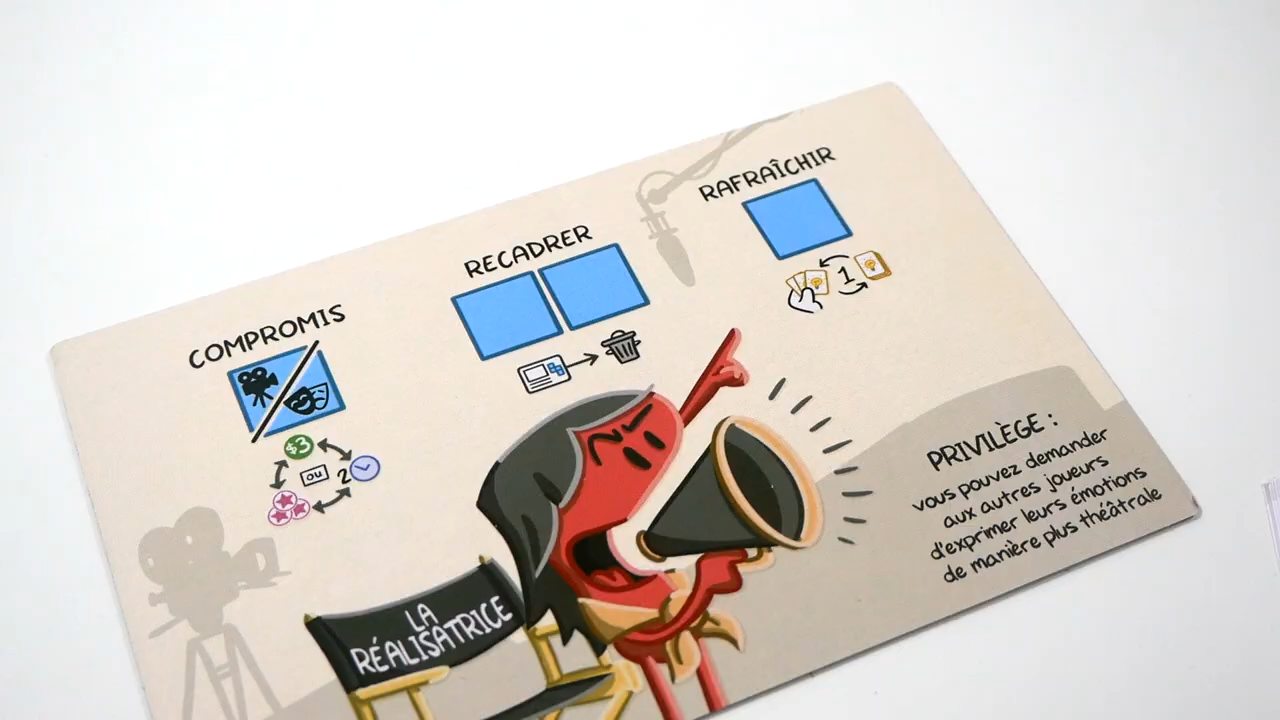 COMPROMIS
$3
ou
2
RECADRER
RAFRAÎCHIR
1
LA
RÉALISATRICE
PRIVILÈGE :
vous pouvez demander
aux autres joueurs
d'exprimer leurs émotions
de manière plus théâtrale